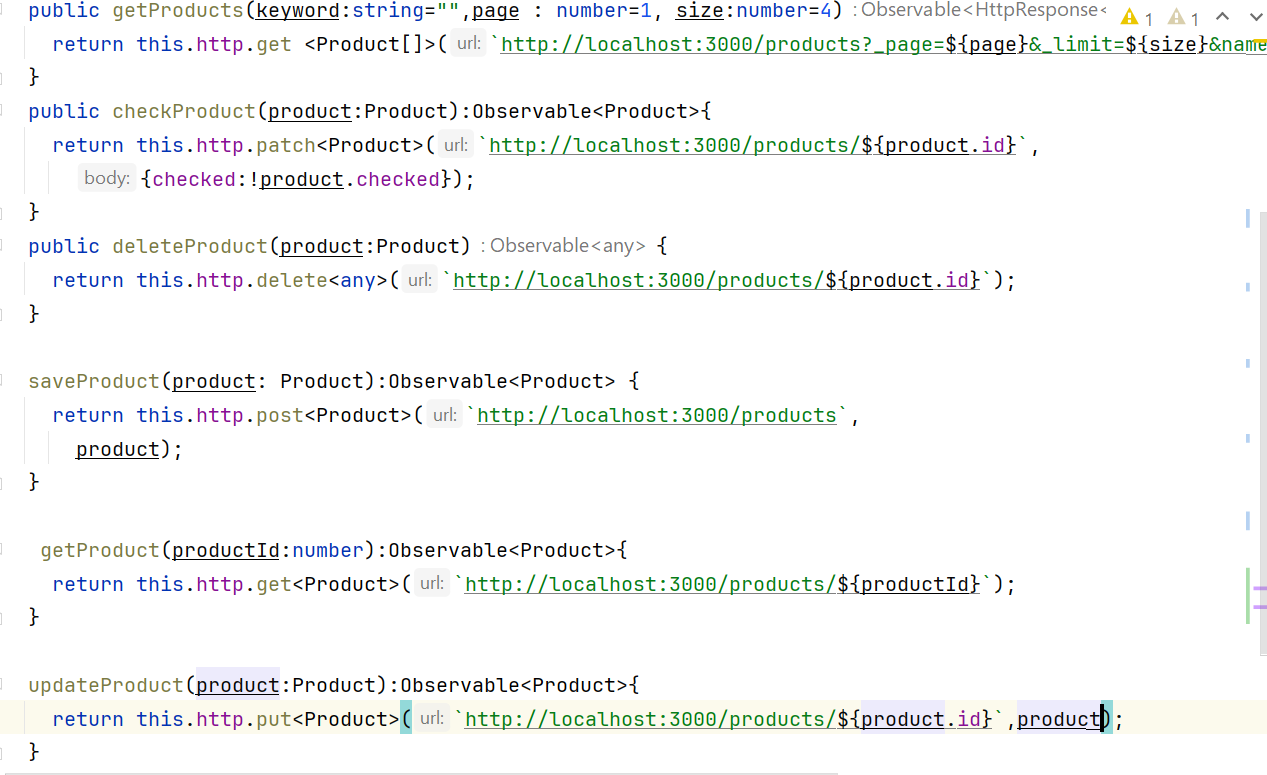 public getProducts(keyword:string="",page : number=1, size:number=4) : Observable<HttpResponse< 1 1
return this.http.get <Product[]>( url: `http://localhost:3000/products?_page=${page}&_limit=${size}&name
}
public checkProduct(product:Product):Observable<Product>{
return this.http.patch<Product>( url: `http://localhost:3000/products/${product.id}`,
body: {checked:!product.checked});
}
public deleteProduct(product:Product) : Observable<any> {
return this.http.delete<any>( url: `http://localhost:3000/products/${product.id}`);
}
saveProduct(product: Product):Observable<Product> {
return this.http.post<Product>( url: `http://localhost:3000/products`,
product);
}
getProduct(productId:number):Observable<Product>{
return this.http.get<Product>( url: `http://localhost:3000/products/${productId}`);
}
updateProduct(product:Product):Observable<Product>{
return this.http.put<Product>( url: `http://localhost:3000/products/${product.id}`,product);
}